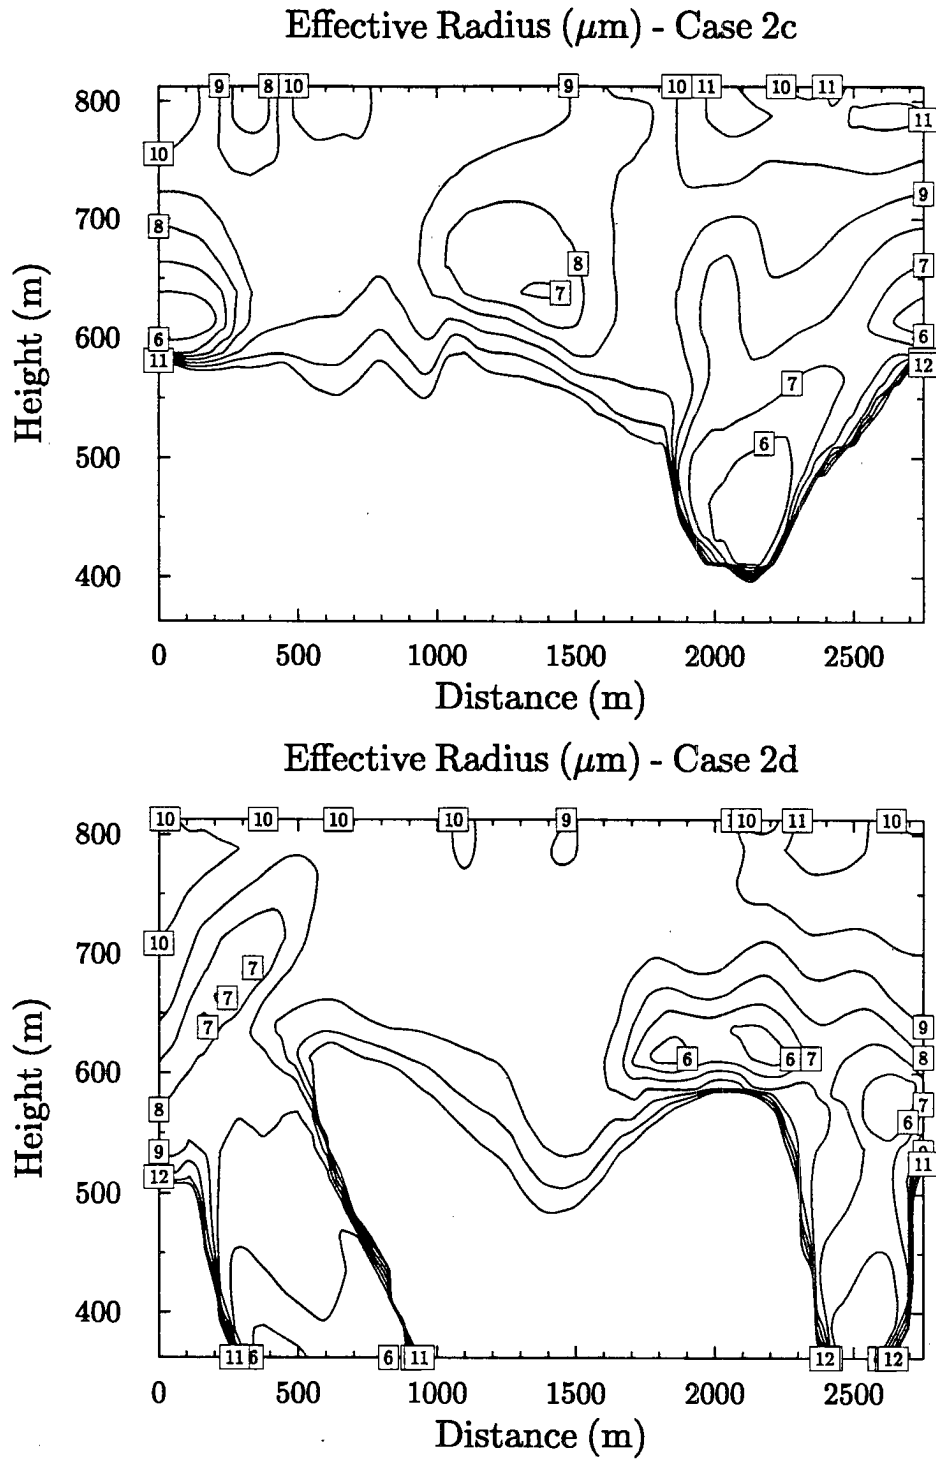 Effective Radius (μm) - Case 2c
9 8 10 9 10 11 10 11
800
11
10
9
700
8
8
7
7
600
6
6
11
12
7
6
500
400
Height (m)
0 500 1000 1500 2000 2500
Distance (m)
Effective Radius (μm) - Case 2d
10 10 10 10 9 10 11 10
800
10
700
7
7
7
9
6 6 7 8
600
8
7
6
9
11
12
500
400
Height (m)
11 6 6 11 12 12
0 500 1000 1500 2000 2500
Distance (m)